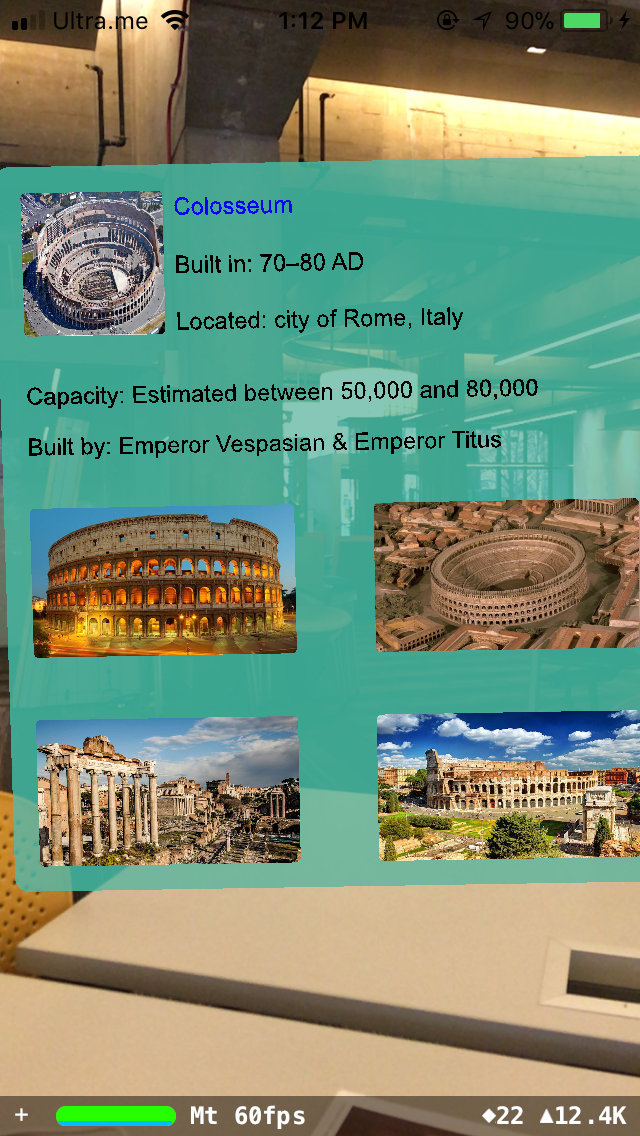 Ultra.me 1:12 PM 90%
Colosseum
Built in: 70–80 AD
Located: city of Rome, Italy
Capacity: Estimated between 50,000 and 80,000
Built by: Emperor Vespasian & Emperor Titus
+ Mt 60fps ◆22 ▲12.4K